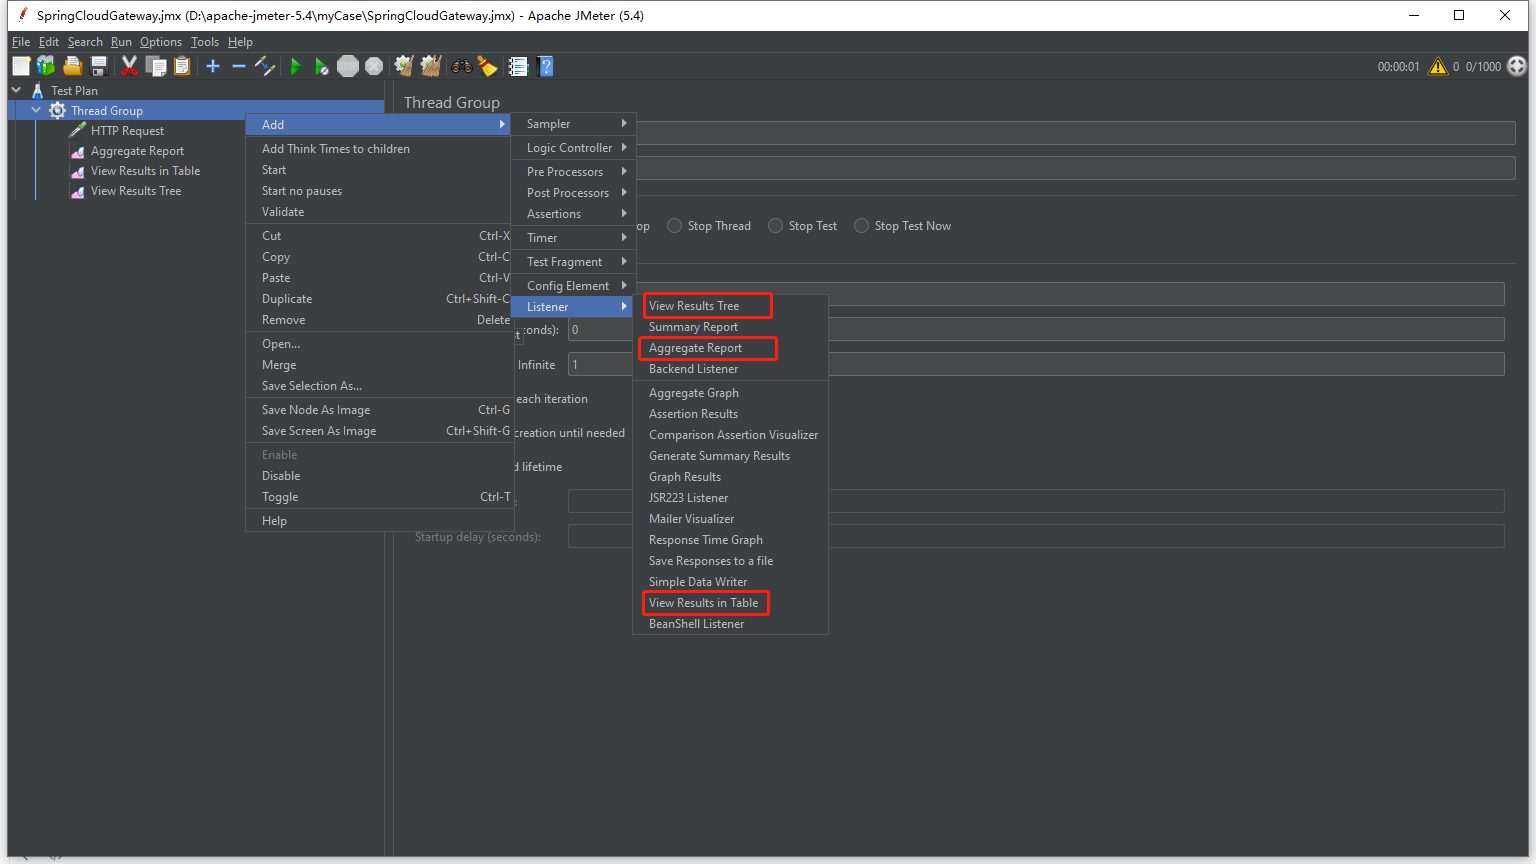 SpringCloudGateway.jmx (D:\apache-jmeter-5.4\myCase\SpringCloudGateway.jmx) - Apache JMeter (5.4)
File Edit Search Run Options Tools Help
00:00:01 0 0/1000
Test Plan
Thread Group
HTTP Request
Aggregate Report
View Results in Table
View Results Tree
Add
Add Think Times to children
Start
Start no pauses
Validate
Cut Ctrl-X
Copy Ctrl-C
Paste Ctrl-V
Duplicate Ctrl+Shift-C
Remove Delete
Open...
Merge
Save Selection As...
Save Node As Image Ctrl-G
Save Screen As Image Ctrl+Shift-G
Enable
Disable
Toggle Ctrl-T
Help
Sampler
Logic Controller
Pre Processors
Post Processors
Assertions
Timer
Test Fragment
Config Element
Listener
View Results Tree
Summary Report
Aggregate Report
Backend Listener
Aggregate Graph
Assertion Results
Comparison Assertion Visualizer
Generate Summary Results
Graph Results
JSR223 Listener
Mailer Visualizer
Response Time Graph
Save Responses to a file
Simple Data Writer
View Results in Table
BeanShell Listener
Thread Group
op Stop Thread Stop Test Stop Test Now
conds): 0
Infinite 1
each iteration
creation until needed
d lifetime
Startup delay (seconds):